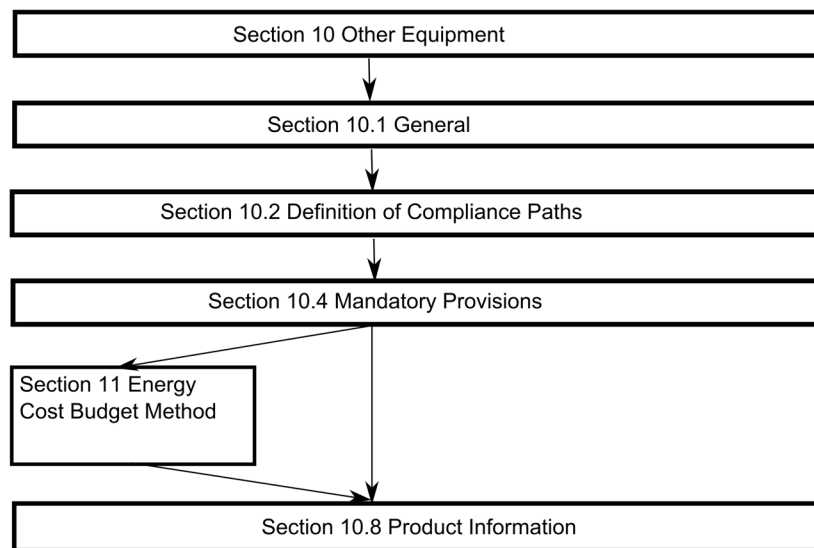 Section 10 Other Equipment
Section 10.1 General
Section 10.2 Definition of Compliance Paths
Section 10.4 Mandatory Provisions
Section 11 Energy
Cost Budget Method
Section 10.8 Product Information